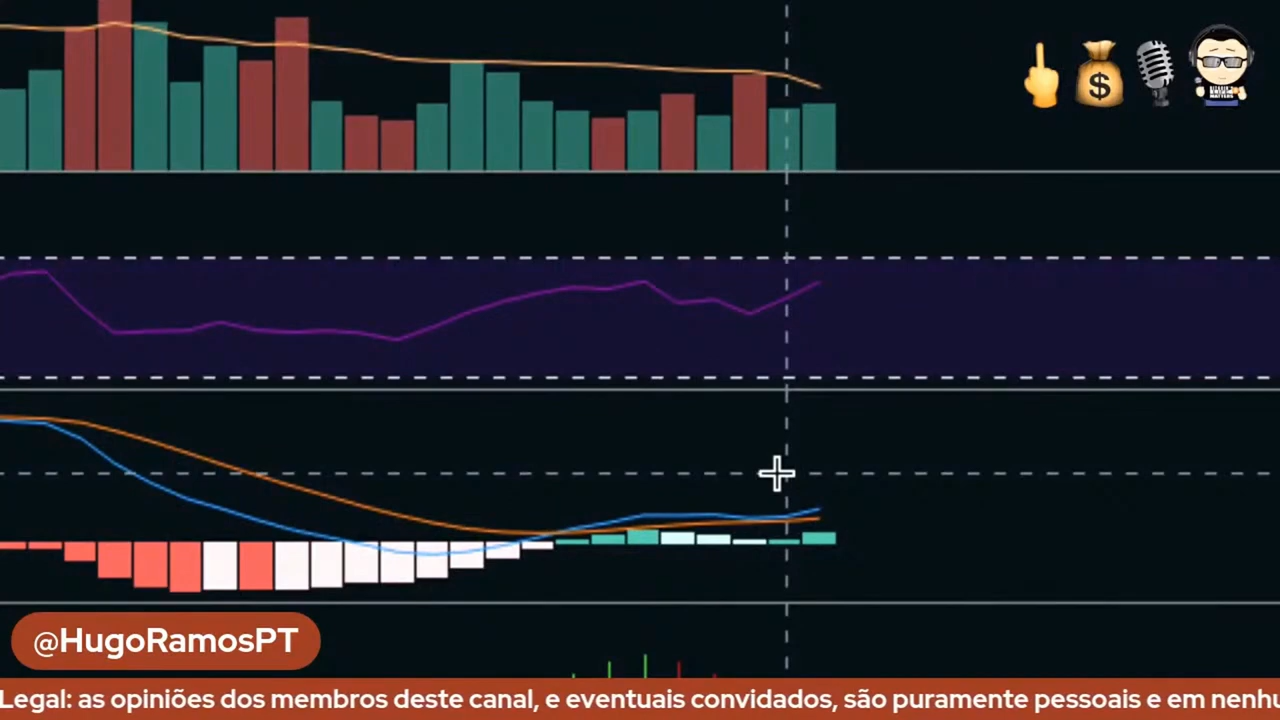 @HugoRamosPT
Legal: as opiniões dos membros deste canal, e eventuais convidados, são puramente pessoais e em nenhu